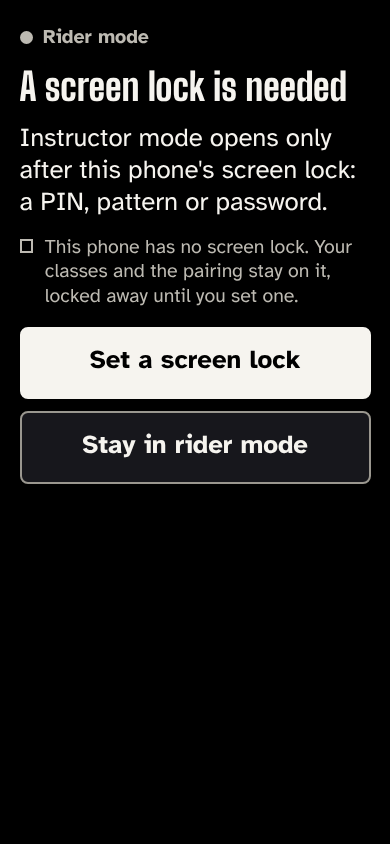 Rider mode
A screen lock is needed
Instructor mode opens only
after this phone's screen lock:
a PIN, pattern or password.
This phone has no screen lock. Your
classes and the pairing stay on it,
locked away until you set one.
Set a screen lock
Stay in rider mode